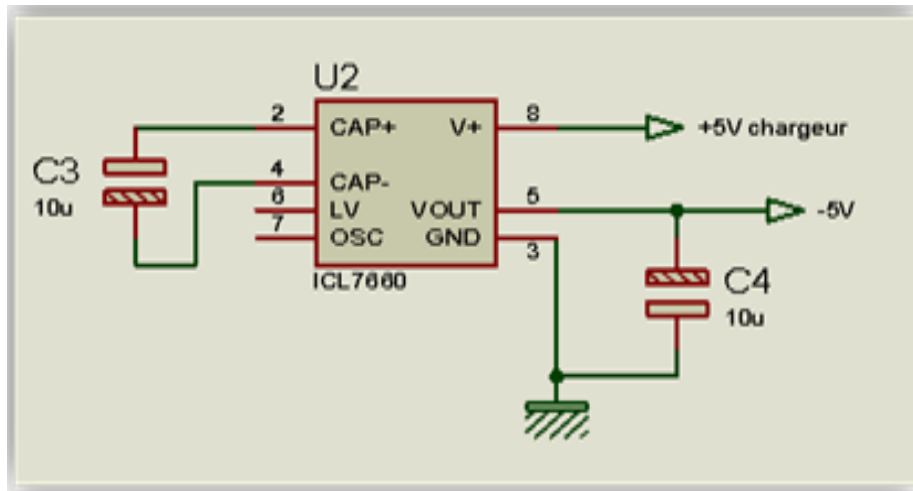 U2
2 CAP+ V+ 8 +5V chargeur
C3
10u
4 CAP-
6 LV VOUT 5 -5V
7 OSC GND 3
ICL7660
C4
10u